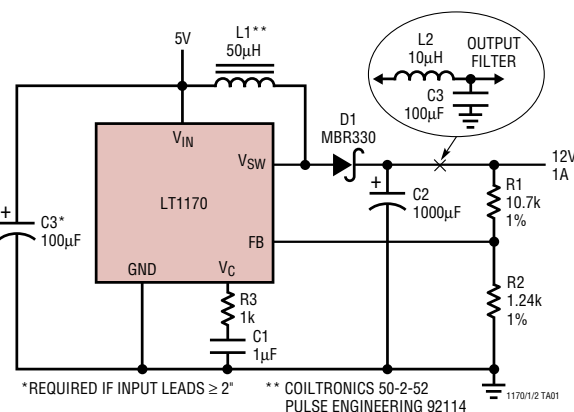 5V
L1**
50µH
L2
10µH
OUTPUT
FILTER
C3
100µF
D1
MBR330
VIN
VSW
LT1170
FB
GND
VC
12V
1A
+
C3*
100µF
+
C2
1000µF
R1
10.7k
1%
R2
1.24k
1%
R3
1k
C1
1µF
*REQUIRED IF INPUT LEADS ≥ 2"
** COILTRONICS 50-2-52
PULSE ENGINEERING 92114
1170/1/2 TA01